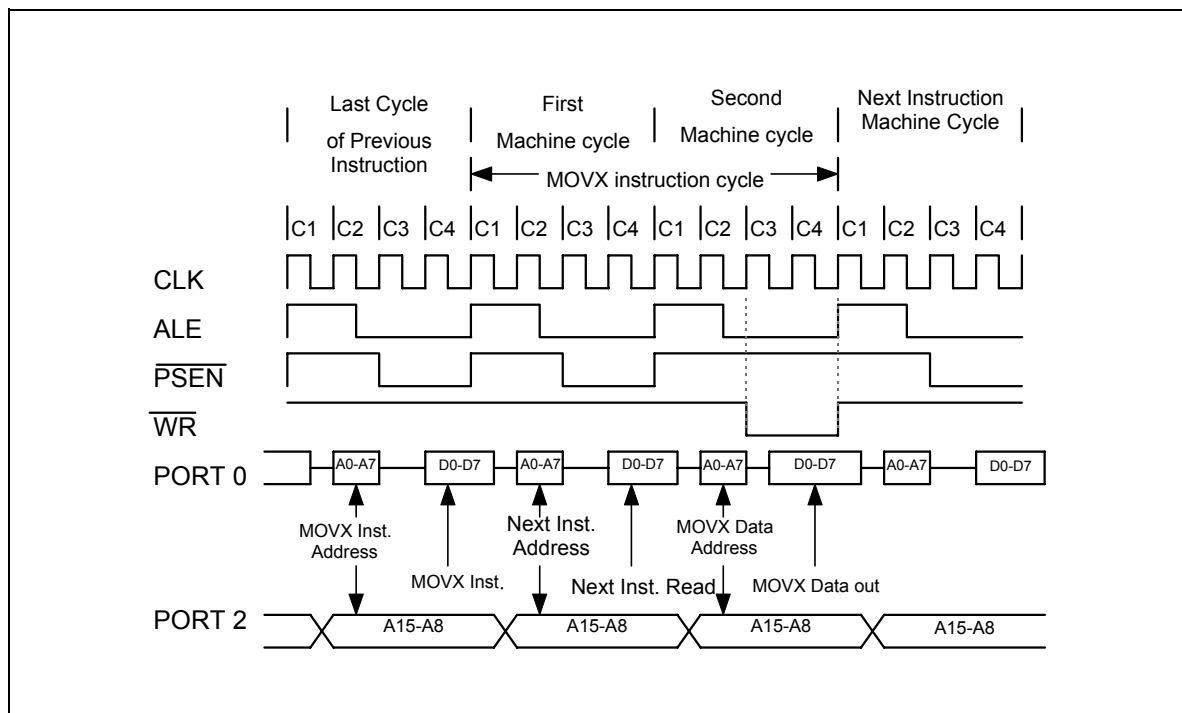 Last Cycle
of Previous
Instruction
First
Machine cycle
Second
Machine cycle
Next Instruction
Machine Cycle
MOVX instruction cycle
C1 C2 C3 C4 C1 C2 C3 C4 C1 C2 C3 C4 C1 C2 C3 C4
CLK
ALE
PSEN
WR
PORT 0
A0-A7 D0-D7 A0-A7 D0-D7 A0-A7 D0-D7 A0-A7 D0-D7
MOVX Inst.
Address
MOVX Inst.
Next Inst.
Address
Next Inst. Read
MOVX Data
Address
MOVX Data out
PORT 2
A15-A8 A15-A8 A15-A8 A15-A8